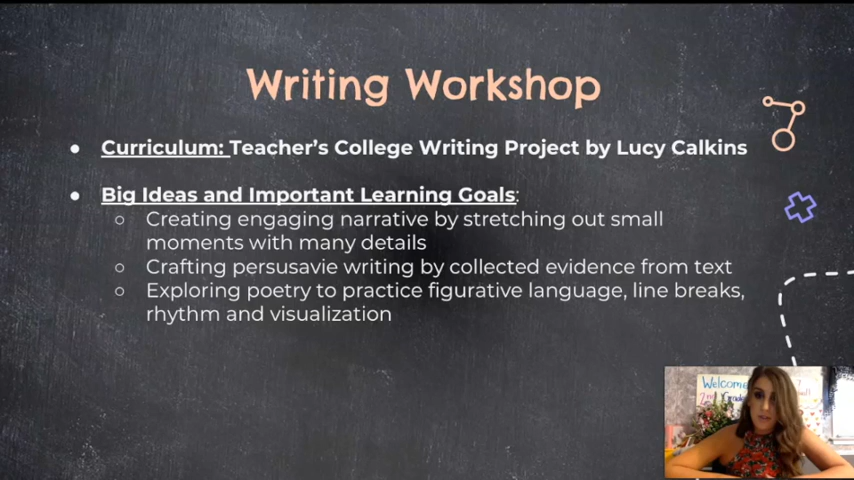 Writing Workshop
● Curriculum: Teacher’s College Writing Project by Lucy Calkins
● Big Ideas and Important Learning Goals:
○ Creating engaging narrative by stretching out small
moments with many details
○ Crafting persusavie writing by collected evidence from text
○ Exploring poetry to practice figurative language, line breaks,
rhythm and visualization
Welcome
2nd Grade